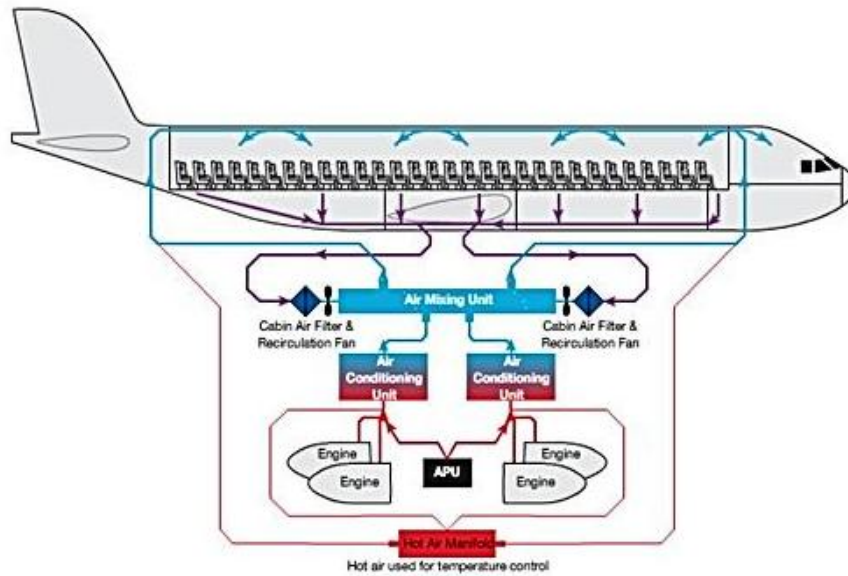 Air Mixing Unit
Cabin Air Filter &
Recirculation Fan
Cabin Air Filter &
Recirculation Fan
Air
Conditioning
Unit
Air
Conditioning
Unit
Engine
Engine
APU
Engine
Engine
Hot Air Manifold
Hot air used for temperature control